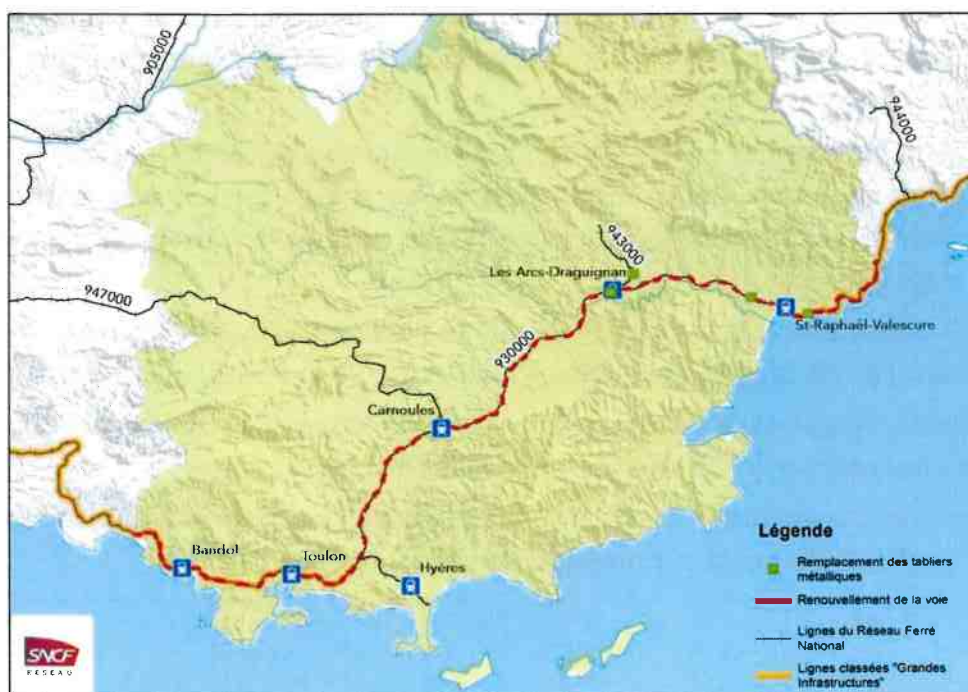 905000
944000
943000
Les Arcs-Draguignan
947000
St-Raphaël-Valescure
930000
Carnoules
Bandol
Toulon
Hyères
Légende
Remplacement des tabliers
métalliques
Renouvellement de la voie
Lignes du Réseau Ferré
National
Lignes classées "Grandes
Infrastructures"
SNCF
RESEAU